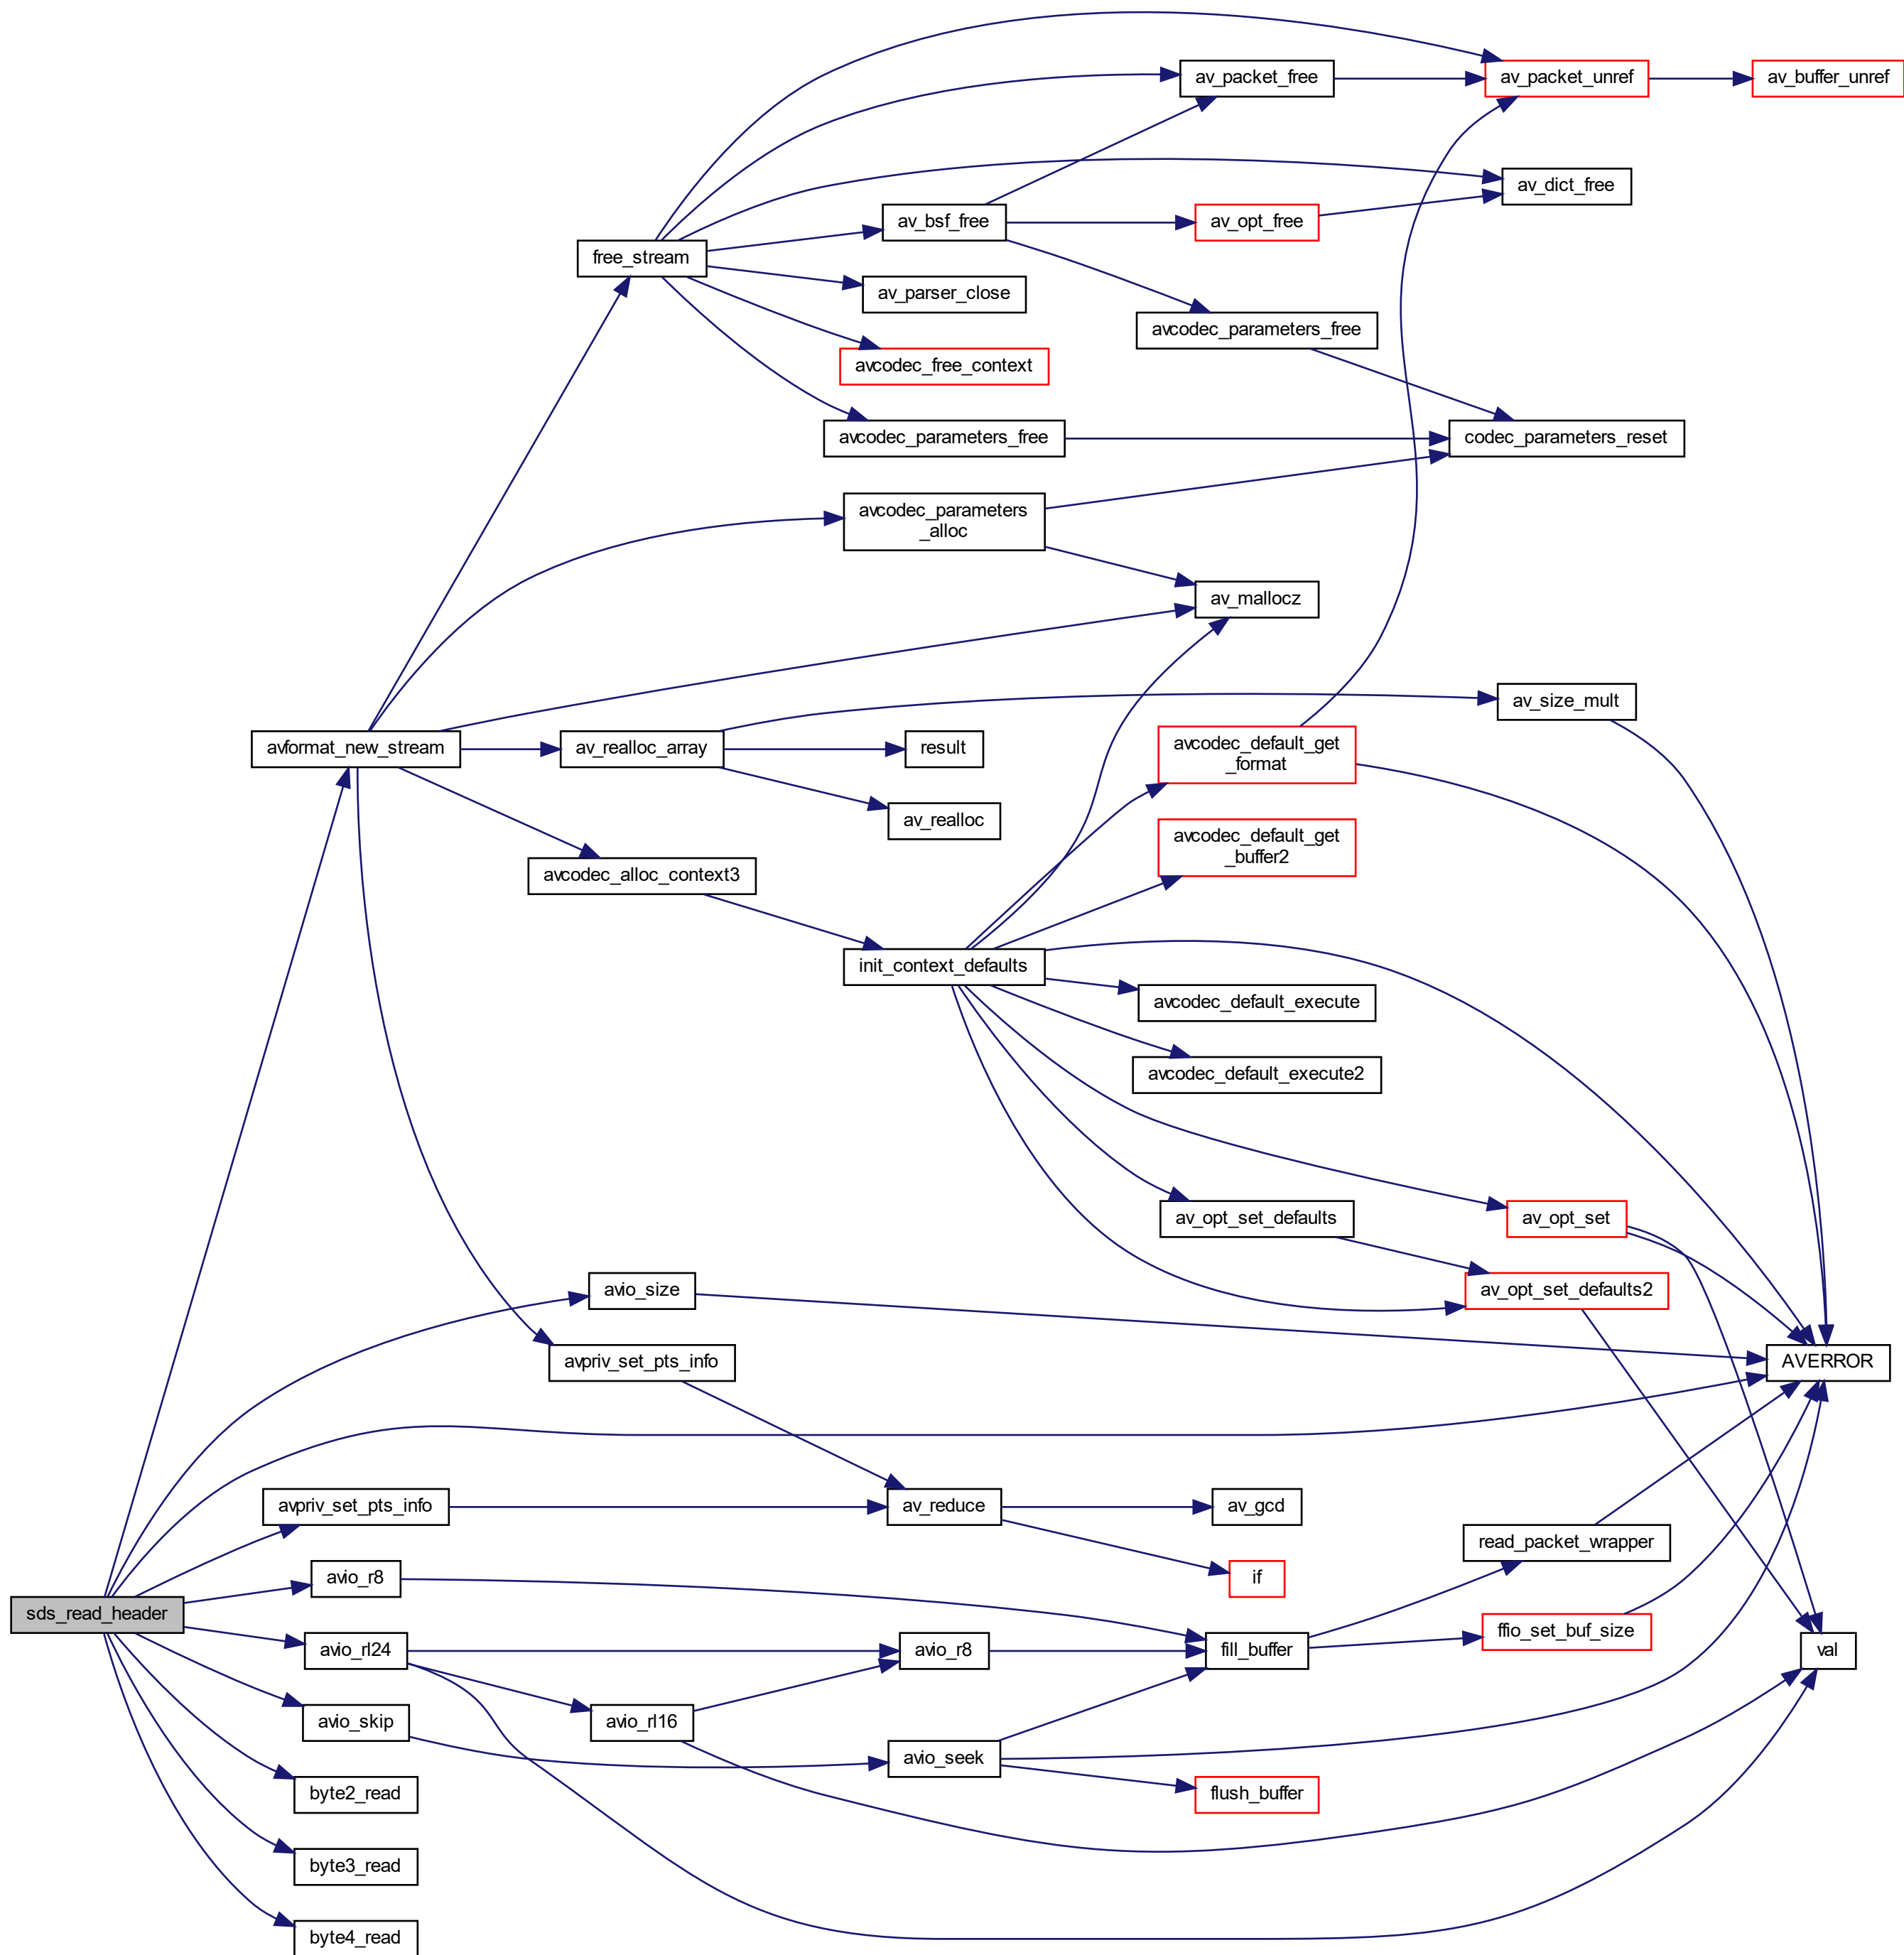 av_packet_free
av_packet_unref
av_buffer_unref
av_dict_free
av_bsf_free
av_opt_free
free_stream
av_parser_close
avcodec_parameters_free
avcodec_free_context
avcodec_parameters_free
codec_parameters_reset
avcodec_parameters
_alloc
av_mallocz
av_size_mult
avformat_new_stream
av_realloc_array
result
avcodec_default_get
_format
av_realloc
avcodec_default_get
_buffer2
avcodec_alloc_context3
init_context_defaults
avcodec_default_execute
avcodec_default_execute2
av_opt_set_defaults
av_opt_set
avio_size
av_opt_set_defaults2
avpriv_set_pts_info
AVERROR
avpriv_set_pts_info
av_reduce
av_gcd
read_packet_wrapper
avio_r8
if
sds_read_header
ffio_set_buf_size
avio_rl24
avio_r8
fill_buffer
val
avio_skip
avio_rl16
avio_seek
flush_buffer
byte2_read
byte3_read
byte4_read